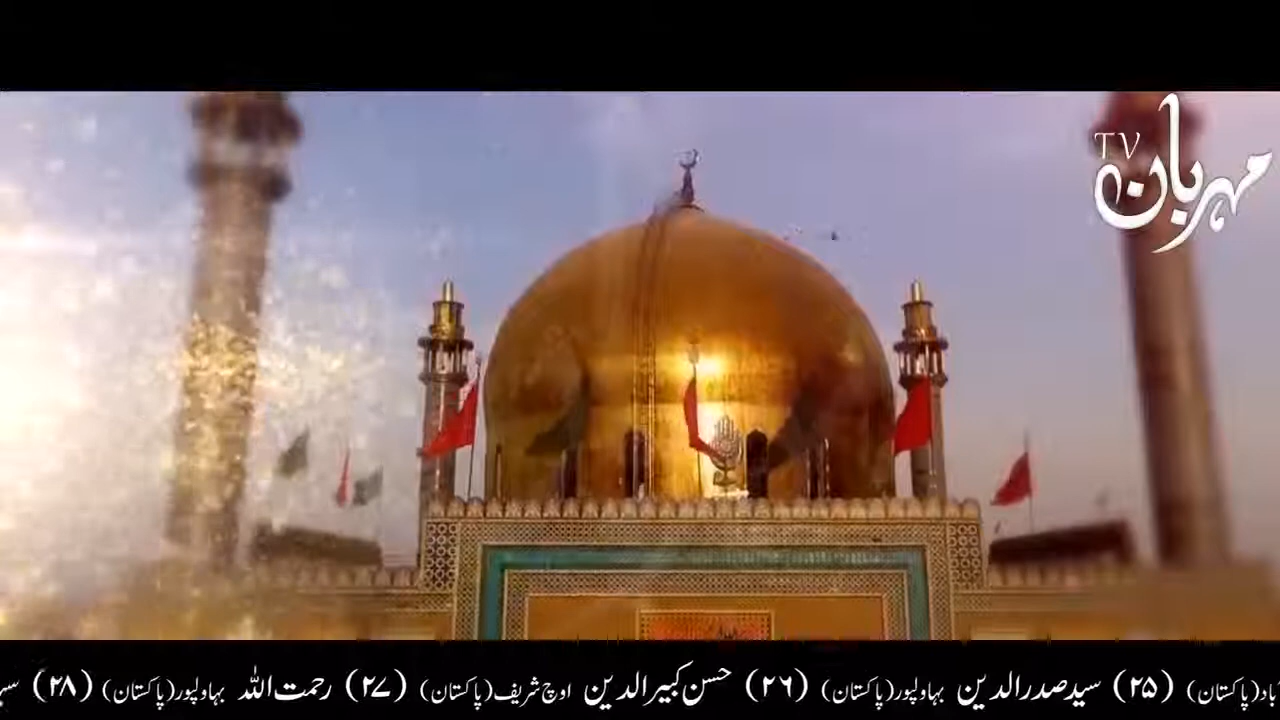 TV
مہربان
(پاکستان) (۲۵) سید صدرالدین بہاولپور(پاکستان) (۲۶) حسن کبیرالدین اوچ شریف(پاکستان) (۲۷) رحمت اللہ بہاولپور(پاکستان) (۲۸)